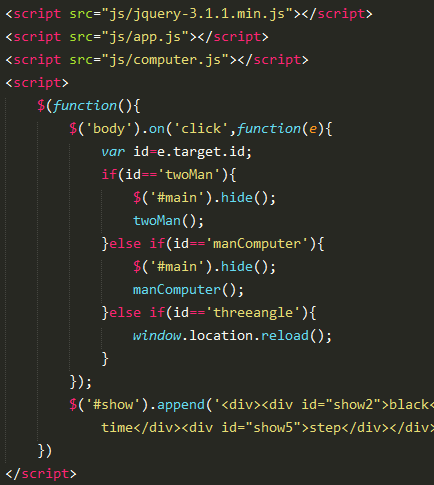 <script src="js/jquery-3.1.1.min.js"></script>
<script src="js/app.js"></script>
<script src="js/computer.js"></script>
<script>
    $(function(){
        $('body').on('click',function(e){
            var id=e.target.id;
            if(id=='twoMan'){
                $('#main').hide();
                twoMan();
            }else if(id=='manComputer'){
                $('#main').hide();
                manComputer();
            }else if(id=='threeangle'){
                window.location.reload();
            }
        });
        $('#show').append('<div><div id="show2">black<
            time</div><div id="show5">step</div></div>
    })
</script>